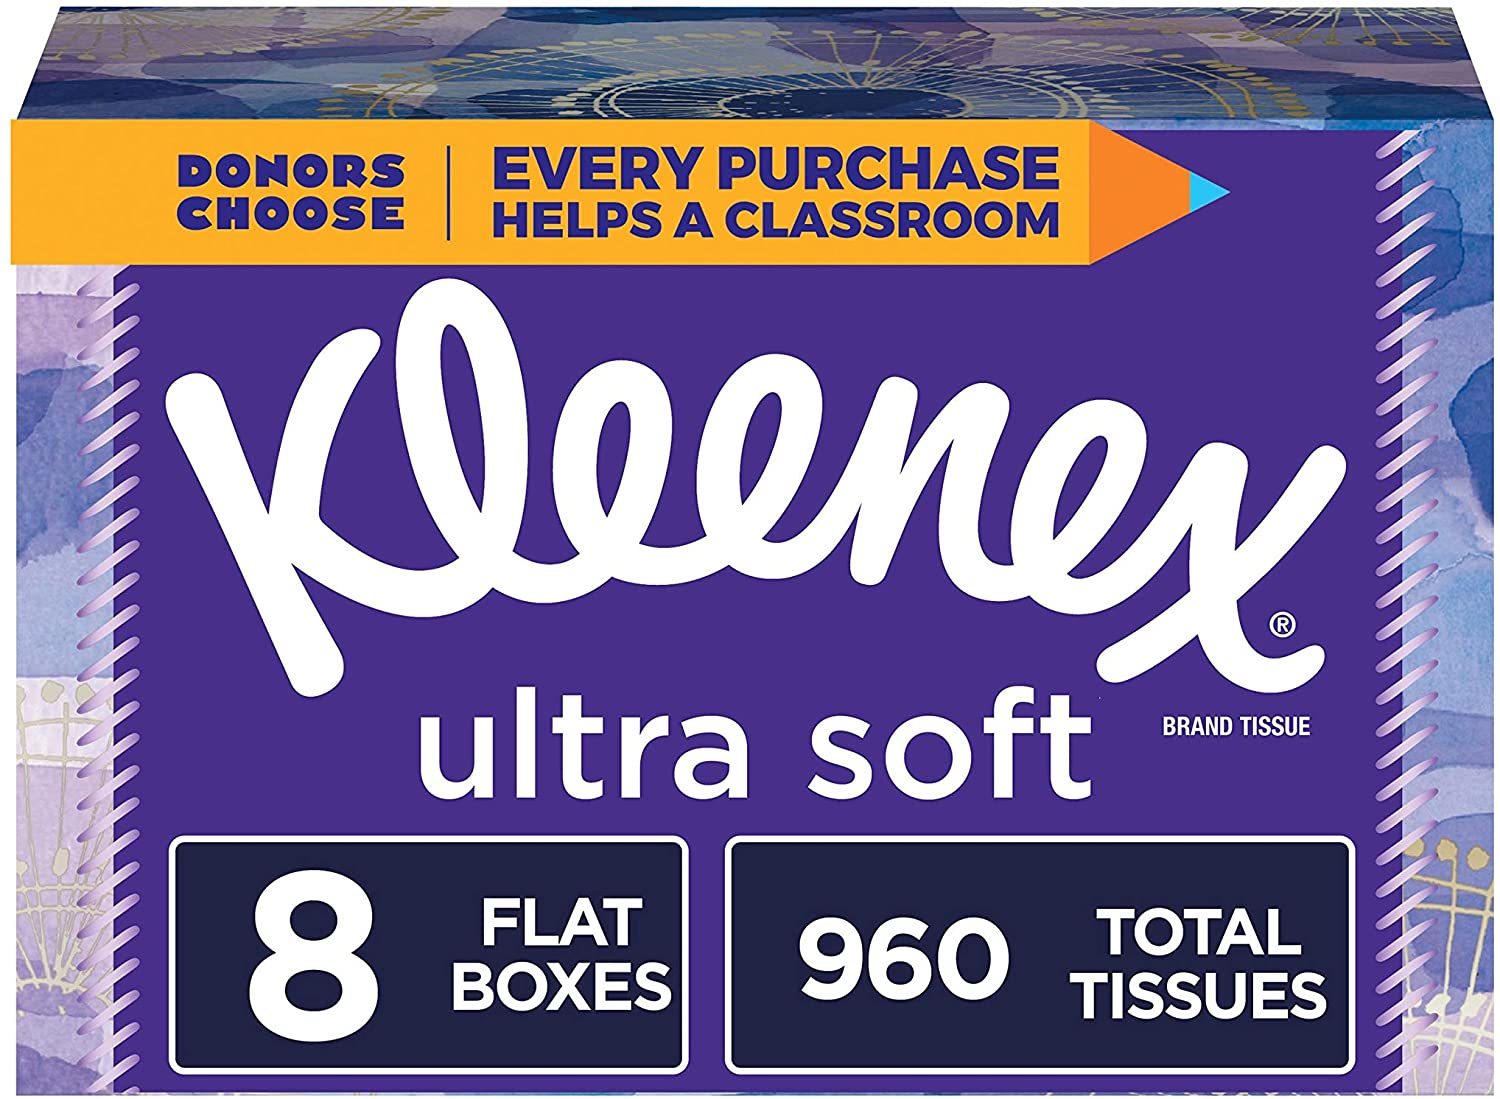 DONORS
CHOOSE
EVERY PURCHASE
HELPS A CLASSROOM
Kleenex®
ultra soft
BRAND TISSUE
8
FLAT
BOXES
960
TOTAL
TISSUES